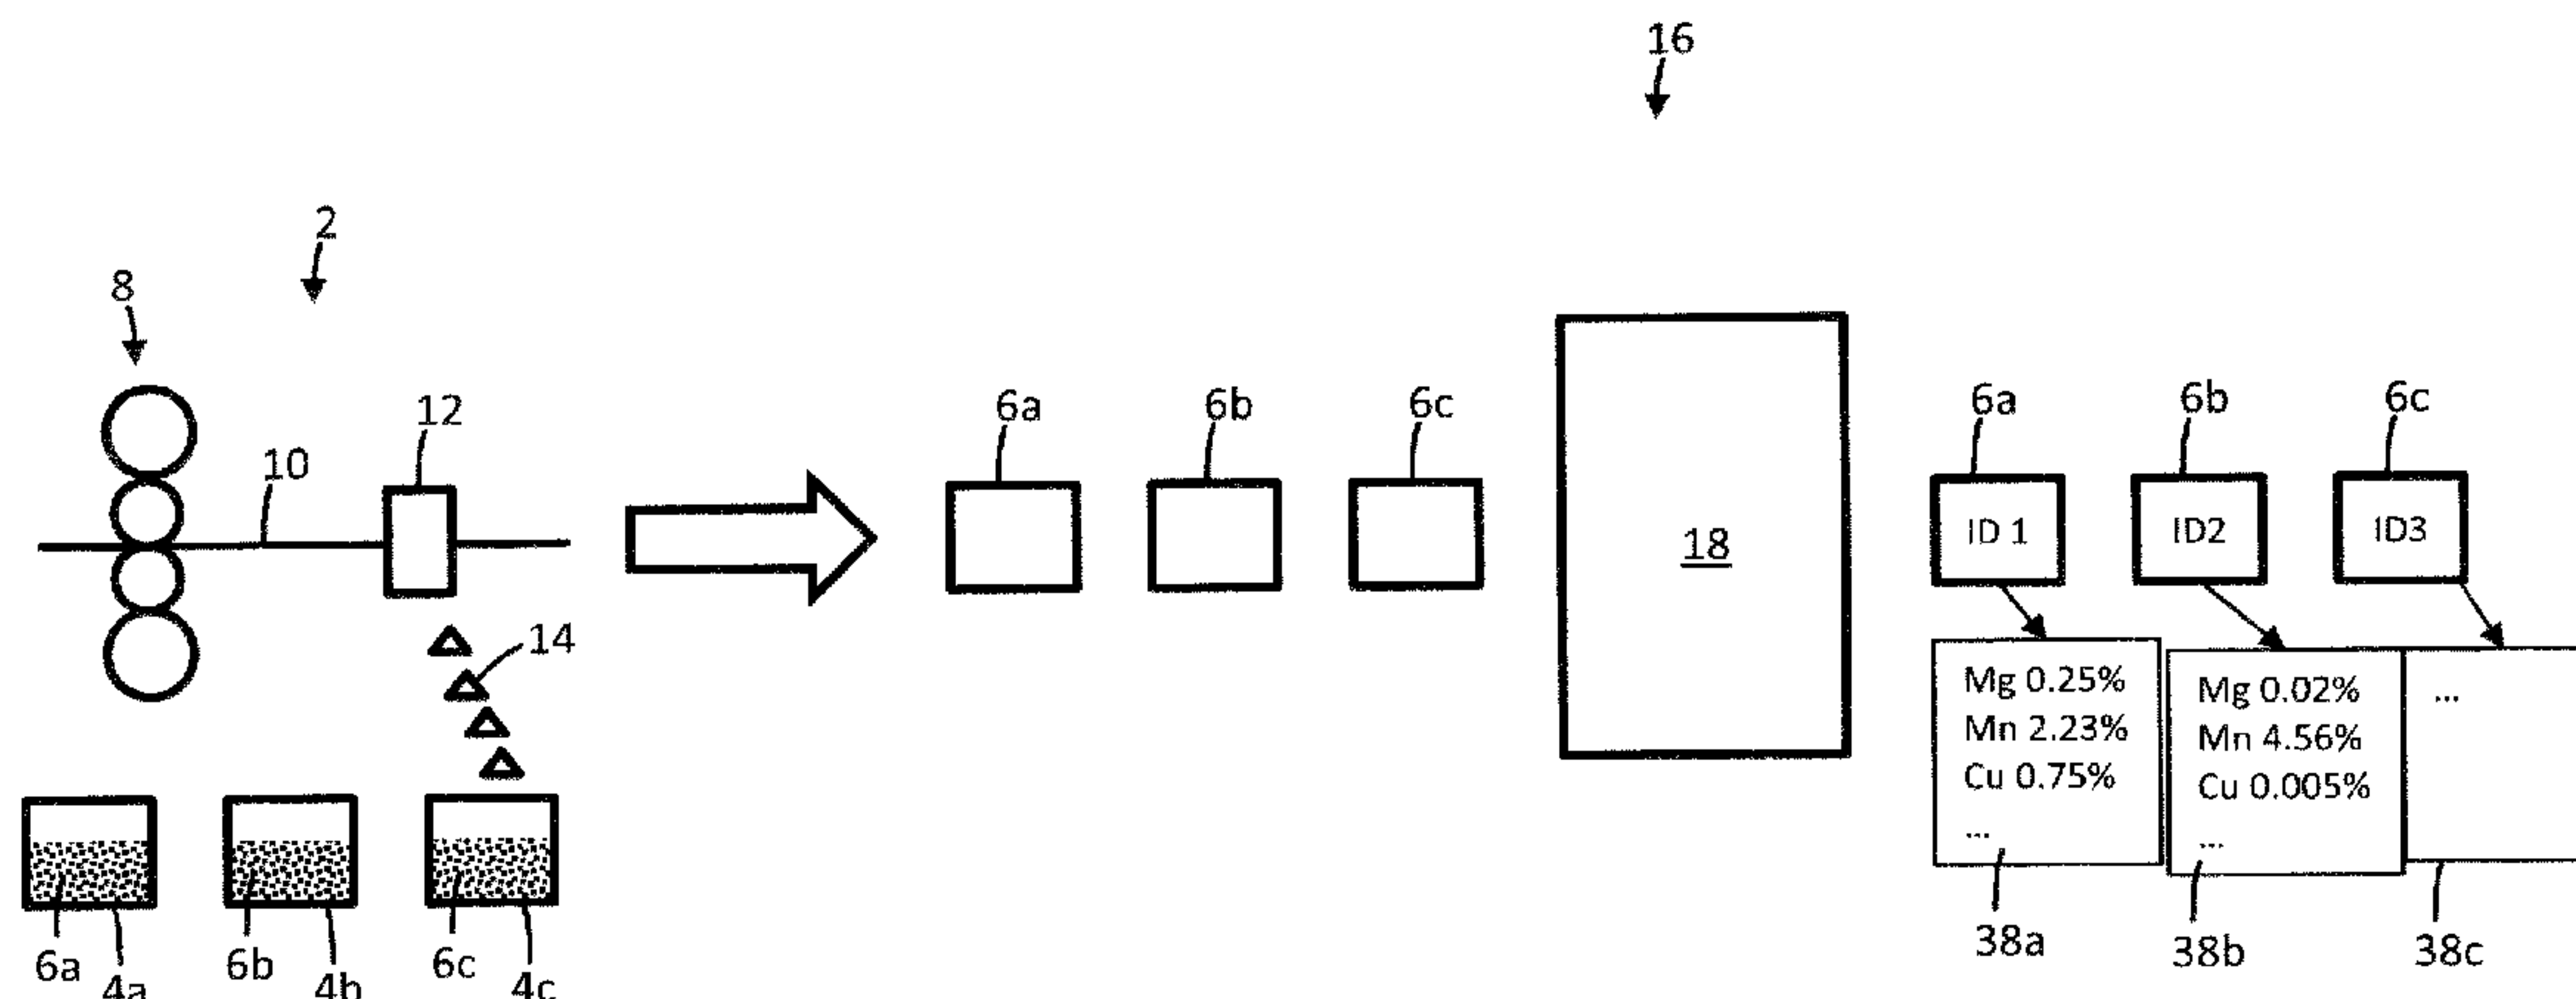 16
2
8
12
10
14
6a
6b
6c
18
6a
6b
6c
ID 1
ID2
ID3
Mg 0.25%
Mn 2.23%
Cu 0.75%
...
Mg 0.02%
Mn 4.56%
Cu 0.005%
...
...
38a
38b
38c
6a
4a
6b
4b
6c
4c